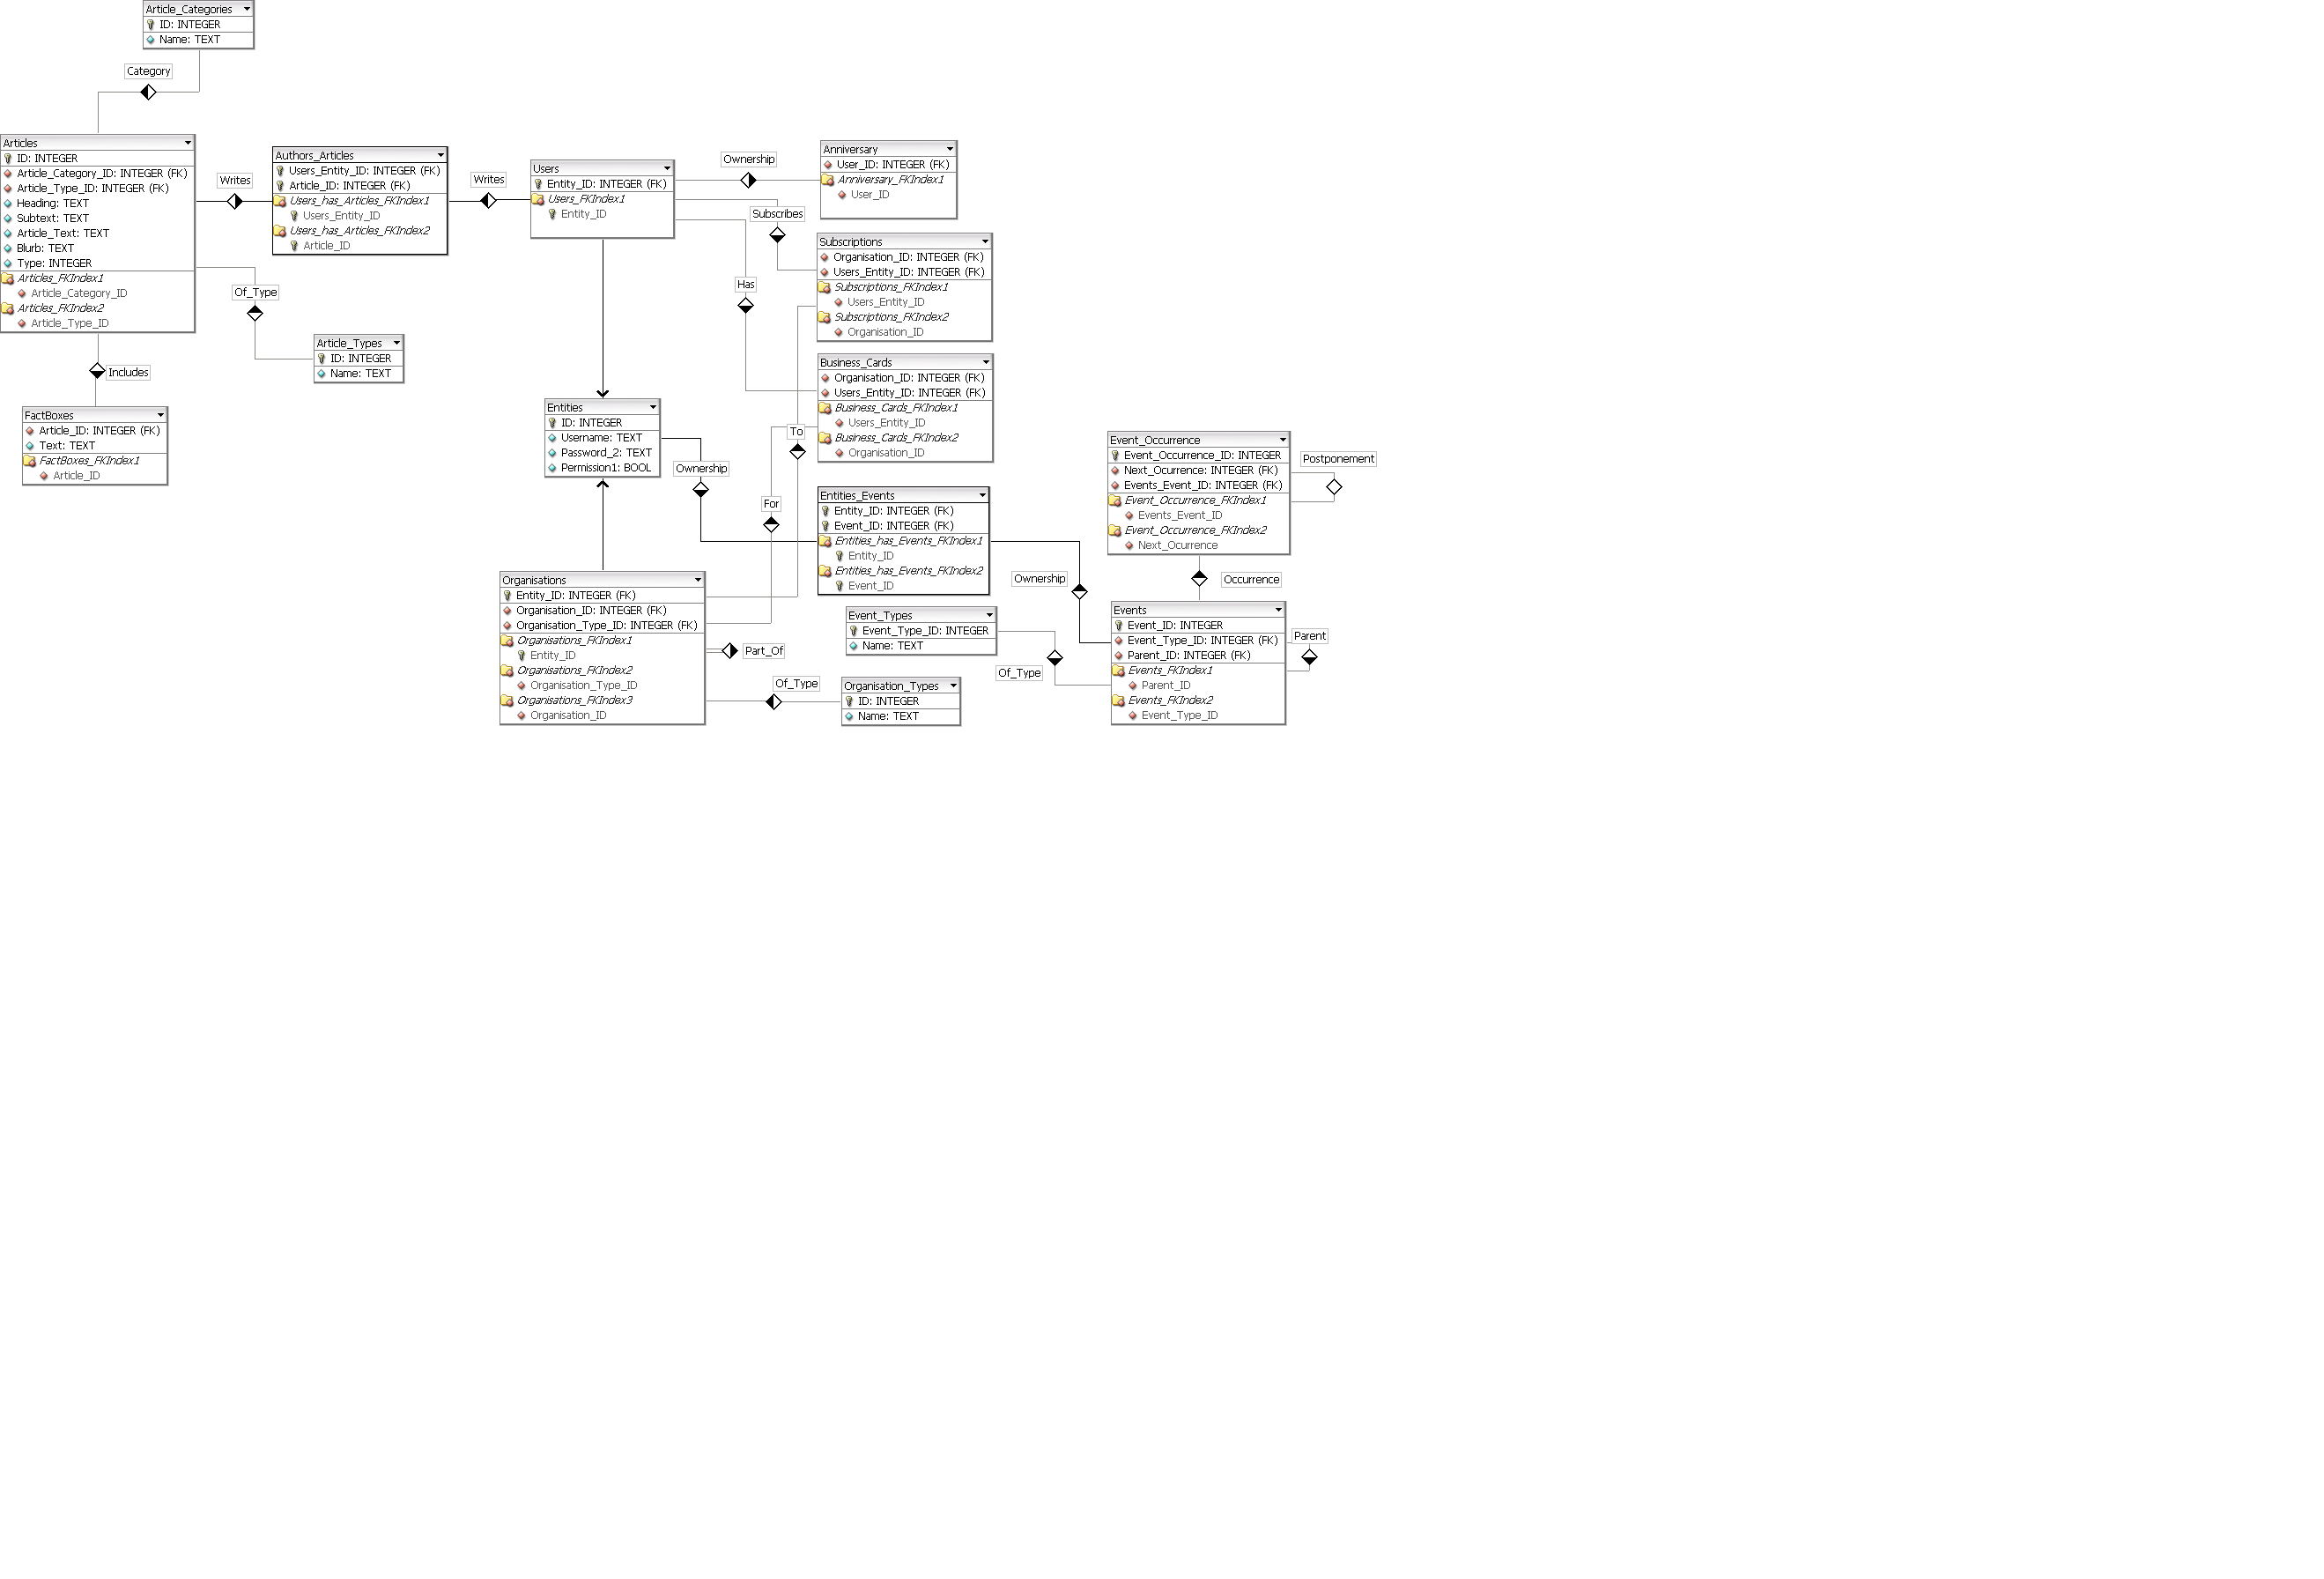 Article_Categories
ID: INTEGER
Name: TEXT
Category
Articles
ID: INTEGER
Article_Category_ID: INTEGER (FK)
Article_Type_ID: INTEGER (FK)
Heading: TEXT
Subtext: TEXT
Article_Text: TEXT
Blurb: TEXT
Type: INTEGER
Articles_FKIndex1
Article_Category_ID
Articles_FKIndex2
Article_Type_ID
Writes
Authors_Articles
Users_Entity_ID: INTEGER (FK)
Article_ID: INTEGER (FK)
Users_has_Articles_FKIndex1
Users_Entity_ID
Users_has_Articles_FKIndex2
Article_ID
Writes
Users
Entity_ID: INTEGER (FK)
Users_FKIndex1
Entity_ID
Ownership
Anniversary
User_ID: INTEGER (FK)
Anniversary_FKIndex1
User_ID
Subscribes
Subscriptions
Organisation_ID: INTEGER (FK)
Users_Entity_ID: INTEGER (FK)
Subscriptions_FKIndex1
Users_Entity_ID
Subscriptions_FKIndex2
Organisation_ID
Has
Of_Type
Article_Types
ID: INTEGER
Name: TEXT
Includes
FactBoxes
Article_ID: INTEGER (FK)
Text: TEXT
FactBoxes_FKIndex1
Article_ID
Business_Cards
Organisation_ID: INTEGER (FK)
Users_Entity_ID: INTEGER (FK)
Business_Cards_FKIndex1
Users_Entity_ID
Business_Cards_FKIndex2
Organisation_ID
Entities
ID: INTEGER
Username: TEXT
Password_2: TEXT
Permission1: BOOL
Ownership
To
For
Entities_Events
Entity_ID: INTEGER (FK)
Event_ID: INTEGER (FK)
Entities_has_Events_FKIndex1
Entity_ID
Entities_has_Events_FKIndex2
Event_ID
Event_Occurrence
Event_Occurrence_ID: INTEGER
Next_Ocurrence: INTEGER (FK)
Events_Event_ID: INTEGER (FK)
Event_Occurrence_FKIndex1
Events_Event_ID
Event_Occurrence_FKIndex2
Next_Ocurrence
Postponement
Ownership
Occurrence
Organisations
Entity_ID: INTEGER (FK)
Organisation_ID: INTEGER (FK)
Organisation_Type_ID: INTEGER (FK)
Organisations_FKIndex1
Entity_ID
Organisations_FKIndex2
Organisation_Type_ID
Organisations_FKIndex3
Organisation_ID
Part_Of
Of_Type
Event_Types
Event_Type_ID: INTEGER
Name: TEXT
Of_Type
Organisation_Types
ID: INTEGER
Name: TEXT
Events
Event_ID: INTEGER
Event_Type_ID: INTEGER (FK)
Parent_ID: INTEGER (FK)
Events_FKIndex1
Parent_ID
Events_FKIndex2
Event_Type_ID
Parent